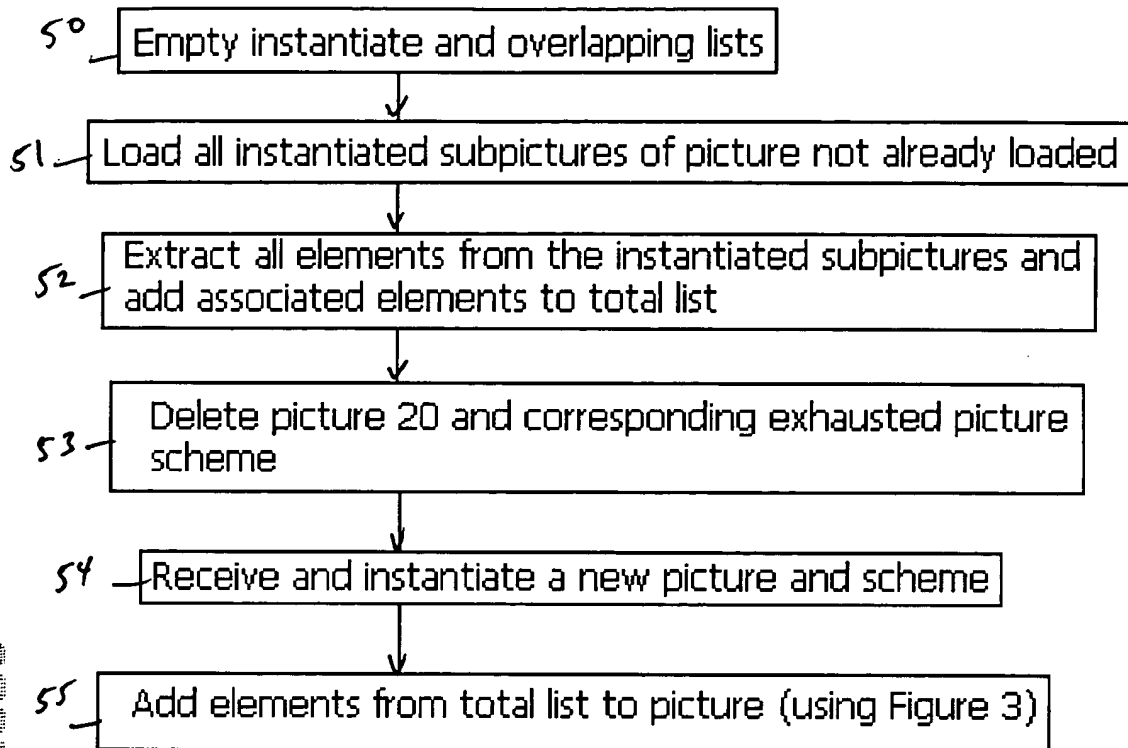 50
Empty instantiate and overlapping lists
51
Load all instantiated subpictures of picture not already loaded
52
Extract all elements from the instantiated subpictures and
add associated elements to total list
53
Delete picture 20 and corresponding exhausted picture
scheme
54
Receive and instantiate a new picture and scheme
55
Add elements from total list to picture (using Figure 3)